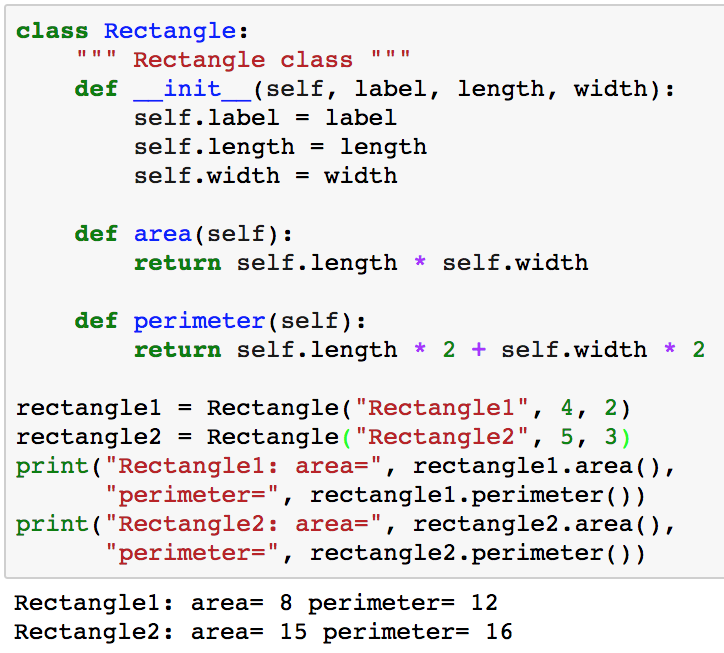 class Rectangle:
    """ Rectangle class """
    def __init__(self, label, length, width):
        self.label = label
        self.length = length
        self.width = width
    def area(self):
        return self.length * self.width
    def perimeter(self):
        return self.length * 2 + self.width * 2
rectangle1 = Rectangle("Rectangle1", 4, 2)
rectangle2 = Rectangle("Rectangle2", 5, 3)
print("Rectangle1: area=", rectangle1.area(),
      "perimeter=", rectangle1.perimeter())
print("Rectangle2: area=", rectangle2.area(),
      "perimeter=", rectangle2.perimeter())
Rectangle1: area= 8 perimeter= 12
Rectangle2: area= 15 perimeter= 16